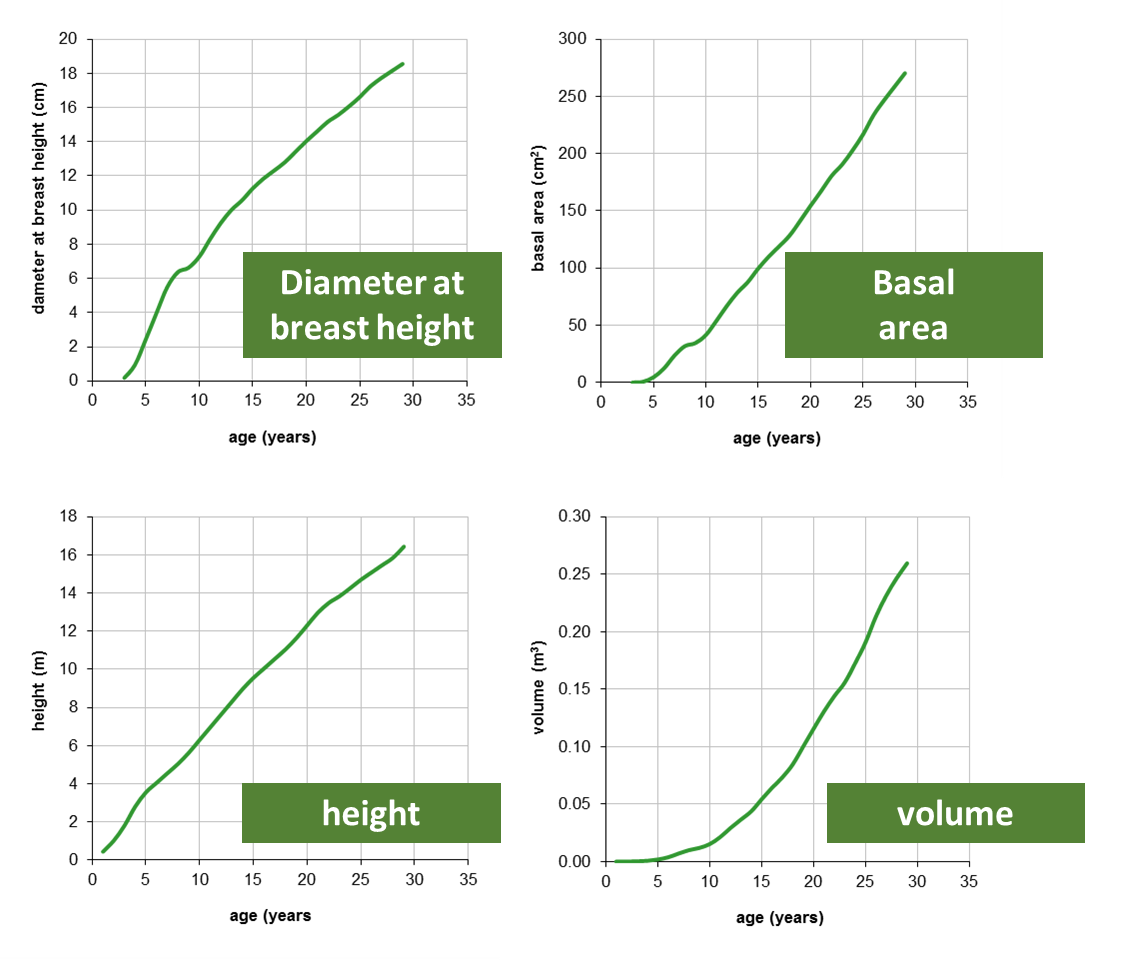 20
18
16
14
12
10
8
6
4
2
0
dameter at breast height (cm)
0 5 10 15 20 25 30 35
age (years)
Diameter at
breast height
300
250
200
150
100
50
0
basal area (cm²)
0 5 10 15 20 25 30 35
age (years)
Basal
area
18
16
14
12
10
8
6
4
2
0
height (m)
0 5 10 15 20 25 30 35
age (years
height
0.30
0.25
0.20
0.15
0.10
0.05
0.00
volume (m³)
0 5 10 15 20 25 30 35
age (years)
volume